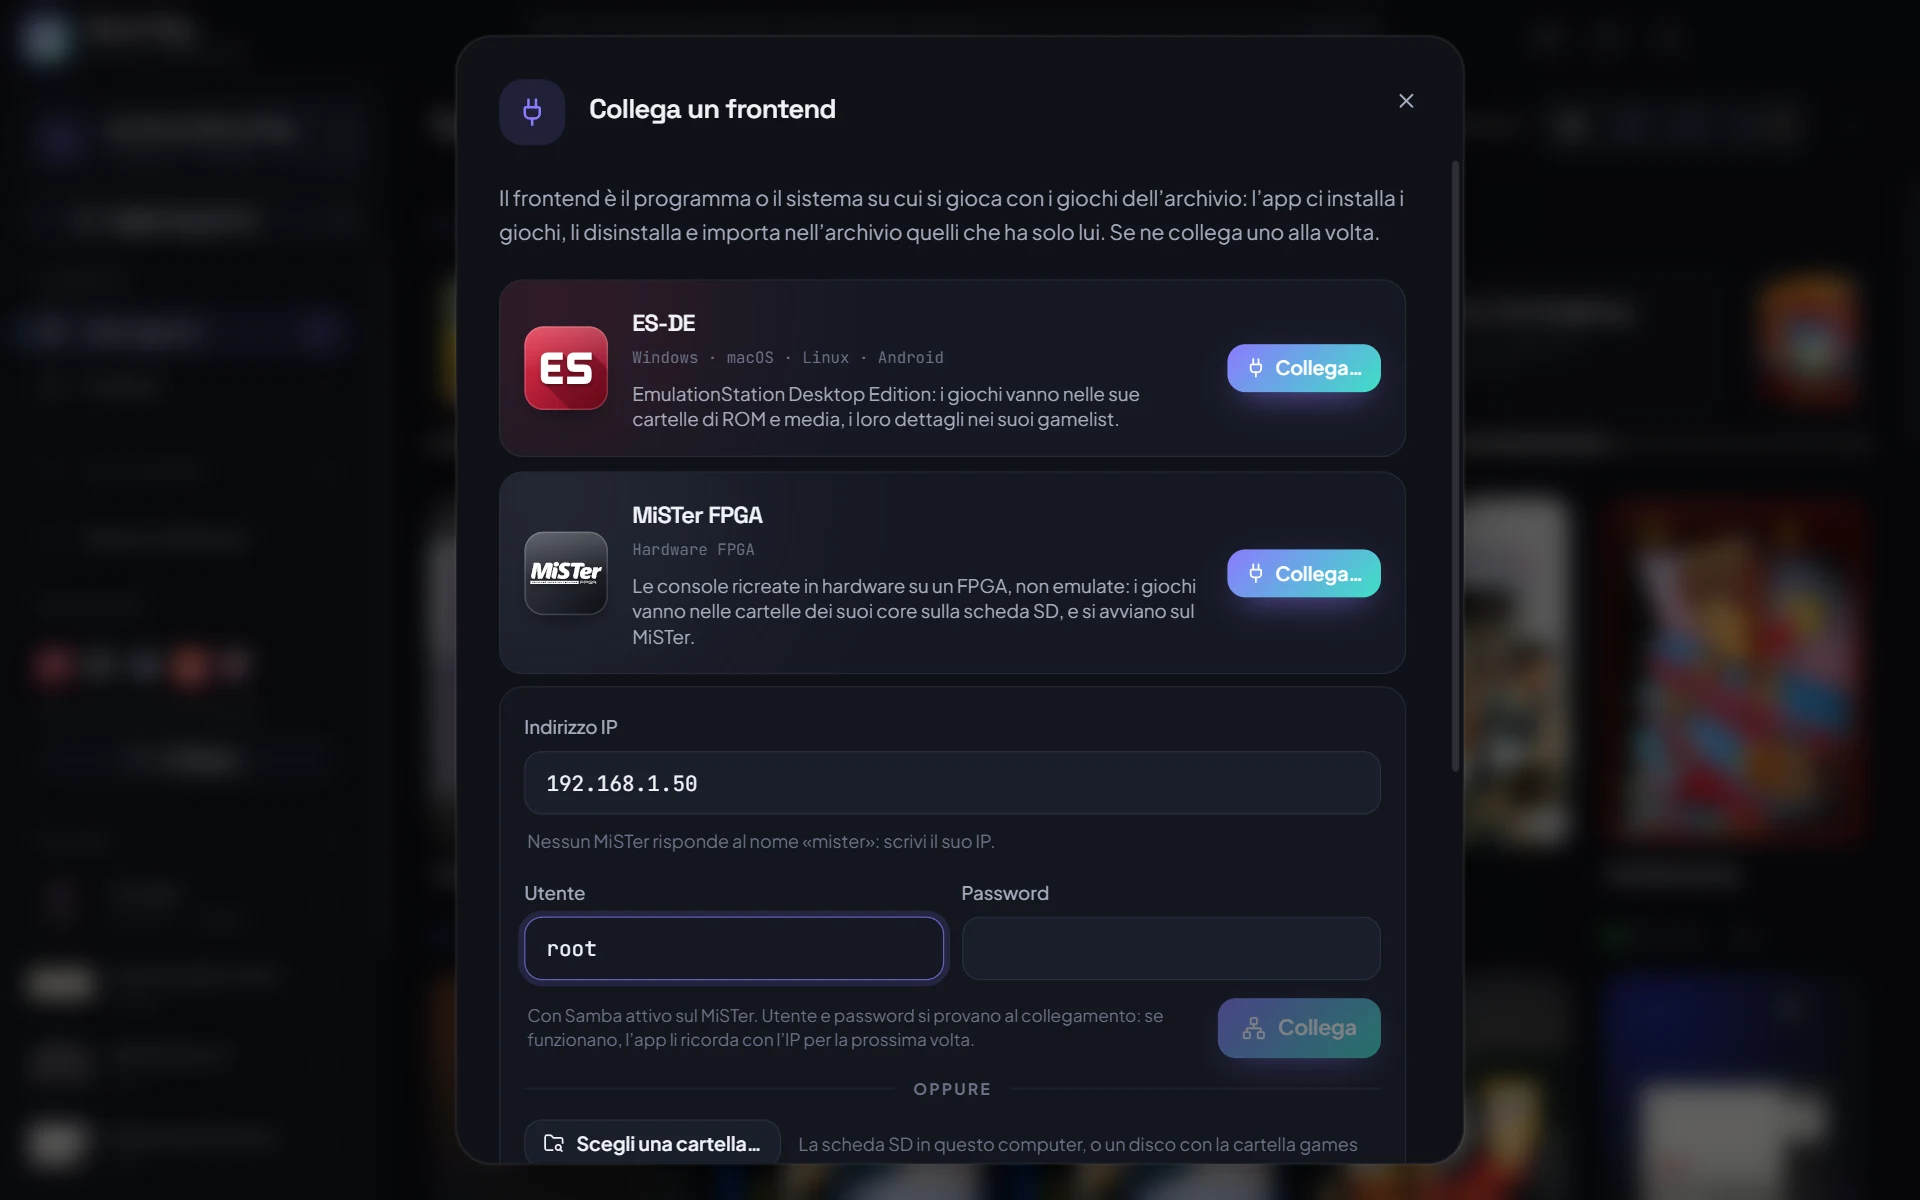 Collega un frontend
Il frontend è il programma o il sistema su cui si gioca con i giochi dell’archivio: l’app ci installa i
giochi, li disinstalla e importa nell’archivio quelli che ha solo lui. Se ne collega uno alla volta.
ES
ES-DE
Windows · macOS · Linux · Android
EmulationStation Desktop Edition: i giochi vanno nelle sue
cartelle di ROM e media, i loro dettagli nei suoi gamelist.
Collega…
MiSTer
FPGA
MiSTer FPGA
Hardware FPGA
Le console ricreate in hardware su un FPGA, non emulate: i giochi
vanno nelle cartelle dei suoi core sulla scheda SD, e si avviano sul
MiSTer.
Collega…
Indirizzo IP
192.168.1.50
Nessun MiSTer risponde al nome «mister»: scrivi il suo IP.
Utente
Password
root
Con Samba attivo sul MiSTer. Utente e password si provano al collegamento: se
funzionano, l’app li ricorda con l’IP per la prossima volta.
Collega
OPPURE
Scegli una cartella…
La scheda SD in questo computer, o un disco con la cartella games